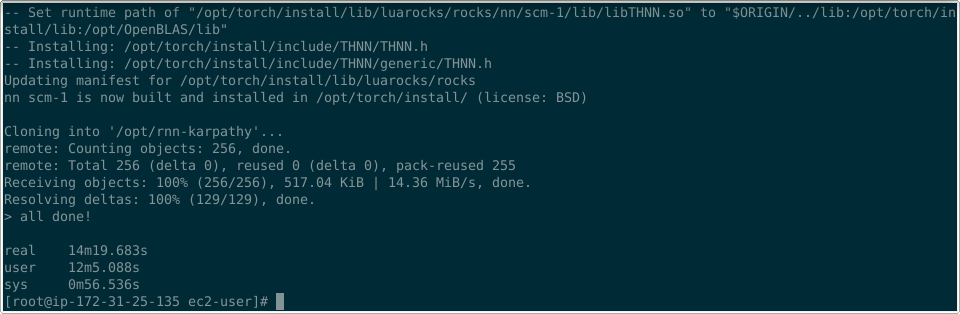 -- Set runtime path of "/opt/torch/install/lib/luarocks/rocks/nn/scm-1/lib/libTHNN.so" to "$ORIGIN/../lib:/opt/torch/in
stall/lib:/opt/OpenBLAS/lib"
-- Installing: /opt/torch/install/include/THNN/THNN.h
-- Installing: /opt/torch/install/include/THNN/generic/THNN.h
Updating manifest for /opt/torch/install/lib/luarocks/rocks
nn scm-1 is now built and installed in /opt/torch/install/ (license: BSD)

Cloning into '/opt/rnn-karpathy'...
remote: Counting objects: 256, done.
remote: Total 256 (delta 0), reused 0 (delta 0), pack-reused 255
Receiving objects: 100% (256/256), 517.04 KiB | 14.36 MiB/s, done.
Resolving deltas: 100% (129/129), done.
> all done!

real    14m19.683s
user    12m5.088s
sys     0m56.536s
[root@ip-172-31-25-135 ec2-user]#